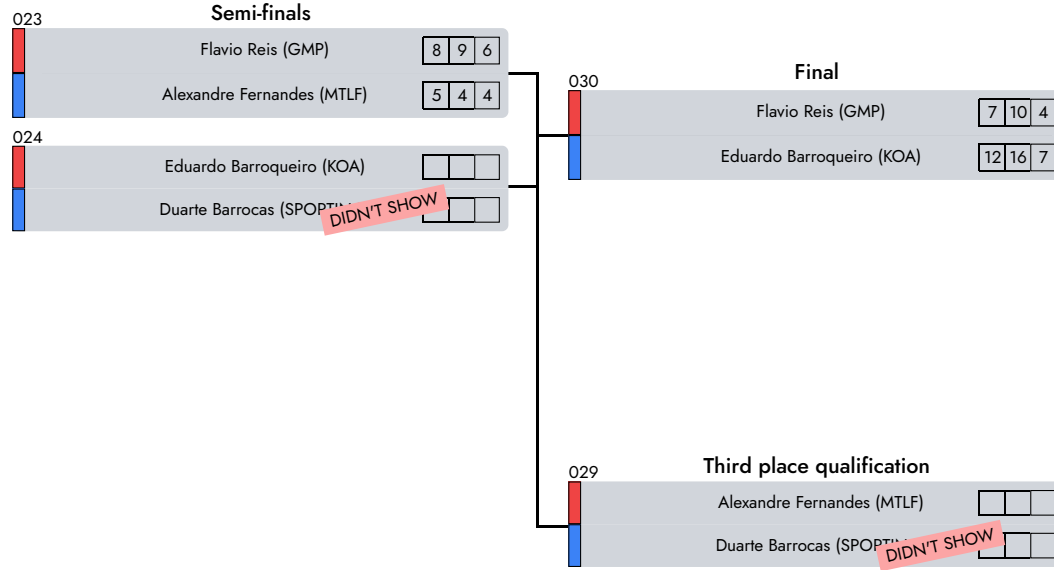 Semi-finals
023
Flavio Reis (GMP) 8 9 6
Alexandre Fernandes (MTLF) 5 4 4
024
Eduardo Barroqueiro (KOA)
Duarte Barrocas
DIDN'T SHOW
Final
030
Flavio Reis (GMP) 7 10 4
Eduardo Barroqueiro (KOA) 12 16 7
Third place qualification
029
Alexandre Fernandes (MTLF)
Duarte Barrocas
DIDN'T SHOW